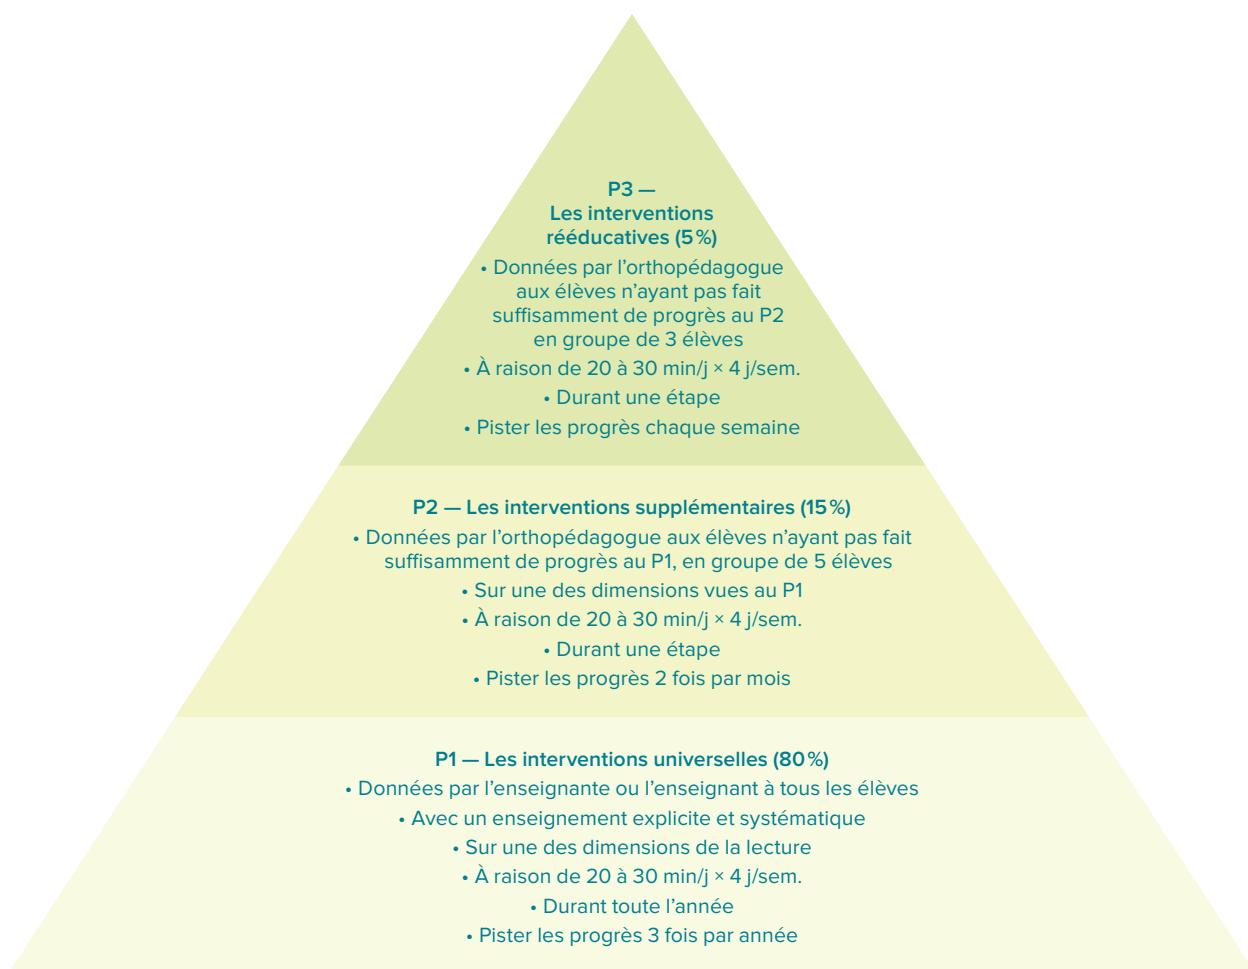 P3 —
Les interventions
rééducatives (5 %)
• Données par l’orthopédagogue
aux élèves n’ayant pas fait
suffisamment de progrès au P2
en groupe de 3 élèves
• À raison de 20 à 30 min/j × 4 j/sem.
• Durant une étape
• Pister les progrès chaque semaine
P2 — Les interventions supplémentaires (15 %)
• Données par l’orthopédagogue aux élèves n’ayant pas fait
suffisamment de progrès au P1, en groupe de 5 élèves
• Sur une des dimensions vues au P1
• À raison de 20 à 30 min/j × 4 j/sem.
• Durant une étape
• Pister les progrès 2 fois par mois
P1 — Les interventions universelles (80 %)
• Données par l’enseignante ou l’enseignant à tous les élèves
• Avec un enseignement explicite et systématique
• Sur une des dimensions de la lecture
• À raison de 20 à 30 min/j × 4 j/sem.
• Durant toute l’année
• Pister les progrès 3 fois par année